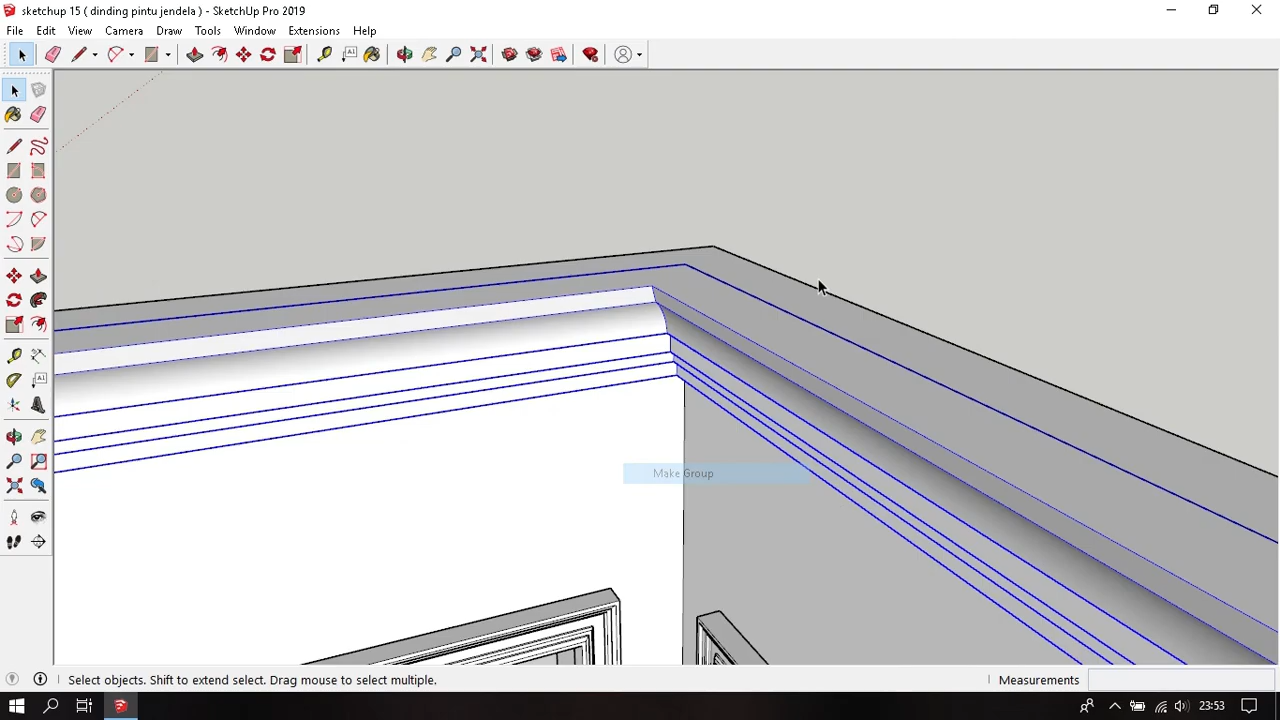 sketchup 15 ( dinding pintu jendela ) - SketchUp Pro 2019
File Edit View Camera Draw Tools Window Extensions Help
Make Group
Select objects. Shift to extend select. Drag mouse to select multiple.
Measurements
23:53